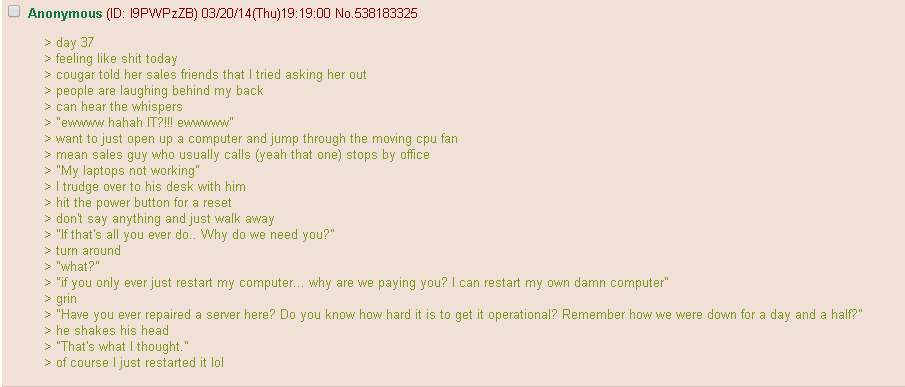 Anonymous (ID: I9PWPzZB) 03/20/14(Thu)19:19:00 No.538183325
> day 37
> feeling like shit today
> cougar told her sales friends that I tried asking her out
> people are laughing behind my back
> can hear the whispers
> "ewwww hahah IT?!!! ewwwww"
> want to just open up a computer and jump through the moving cpu fan
> mean sales guy who usually calls (yeah that one) stops by office
> "My laptops not working"
> I trudge over to his desk with him
> hit the power button for a reset
> don't say anything and just walk away
> "If that's all you ever do.. Why do we need you?"
> turn around
> "what?"
> "if you only ever just restart my computer... why are we paying you? I can restart my own damn computer"
> grin
> "Have you ever repaired a server here? Do you know how hard it is to get it operational? Remember how we were down for a day and a half?"
> he shakes his head
> "That's what I thought."
> of course I just restarted it lol